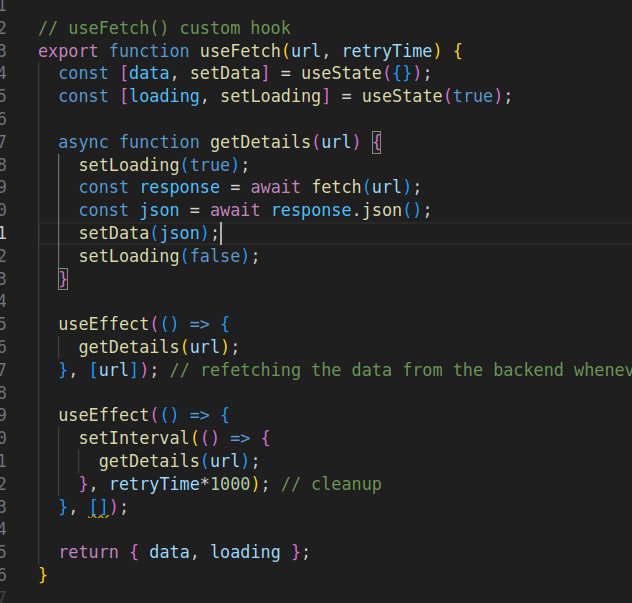 2 // useFetch() custom hook
3 export function useFetch(url, retryTime) {
4 const [data, setData] = useState({});
5 const [loading, setLoading] = useState(true);
6
7 async function getDetails(url) {
8 setLoading(true);
9 const response = await fetch(url);
0 const json = await response.json();
1 setData(json);
2 setLoading(false);
3 }
4
5 useEffect(() => {
6 getDetails(url);
7 }, [url]); // refetching the data from the backend whenev
8
9 useEffect(() => {
0 setInterval(() => {
1 getDetails(url);
2 }, retryTime*1000); // cleanup
3 }, []);
4
5 return { data, loading };
6 }
7